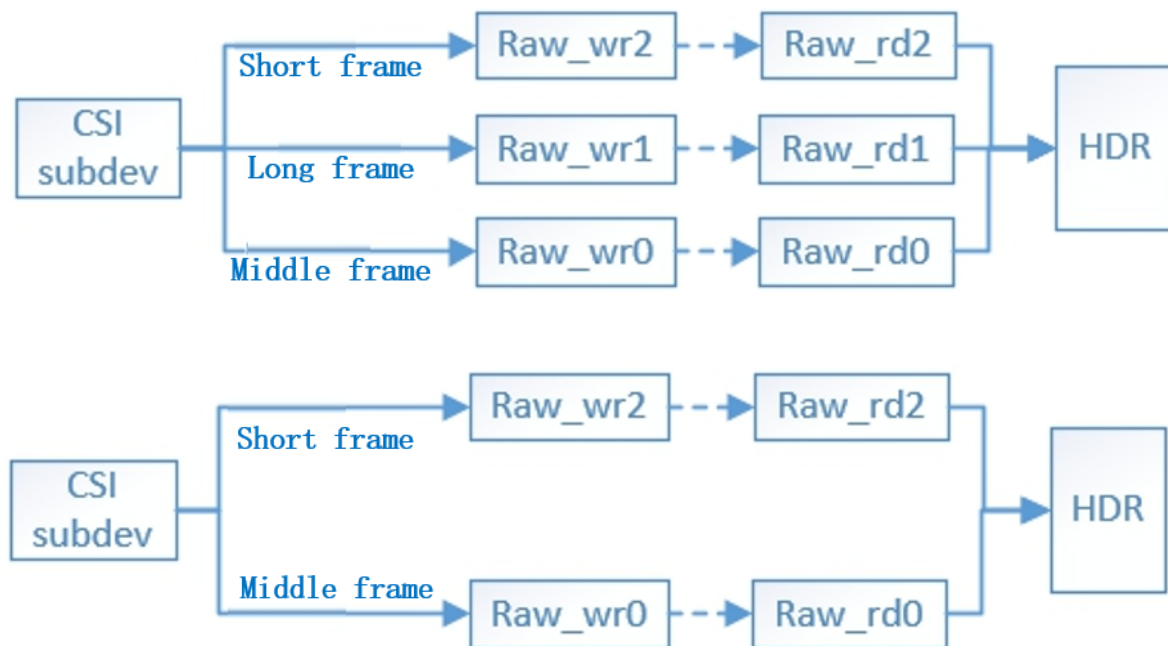 Short frame
Raw_wr2
Raw_rd2
CSI
subdev
Long frame
Raw_wr1
Raw_rd1
HDR
Middle frame
Raw_wr0
Raw_rd0
Short frame
Raw_wr2
Raw_rd2
CSI
subdev
HDR
Middle frame
Raw_wr0
Raw_rd0